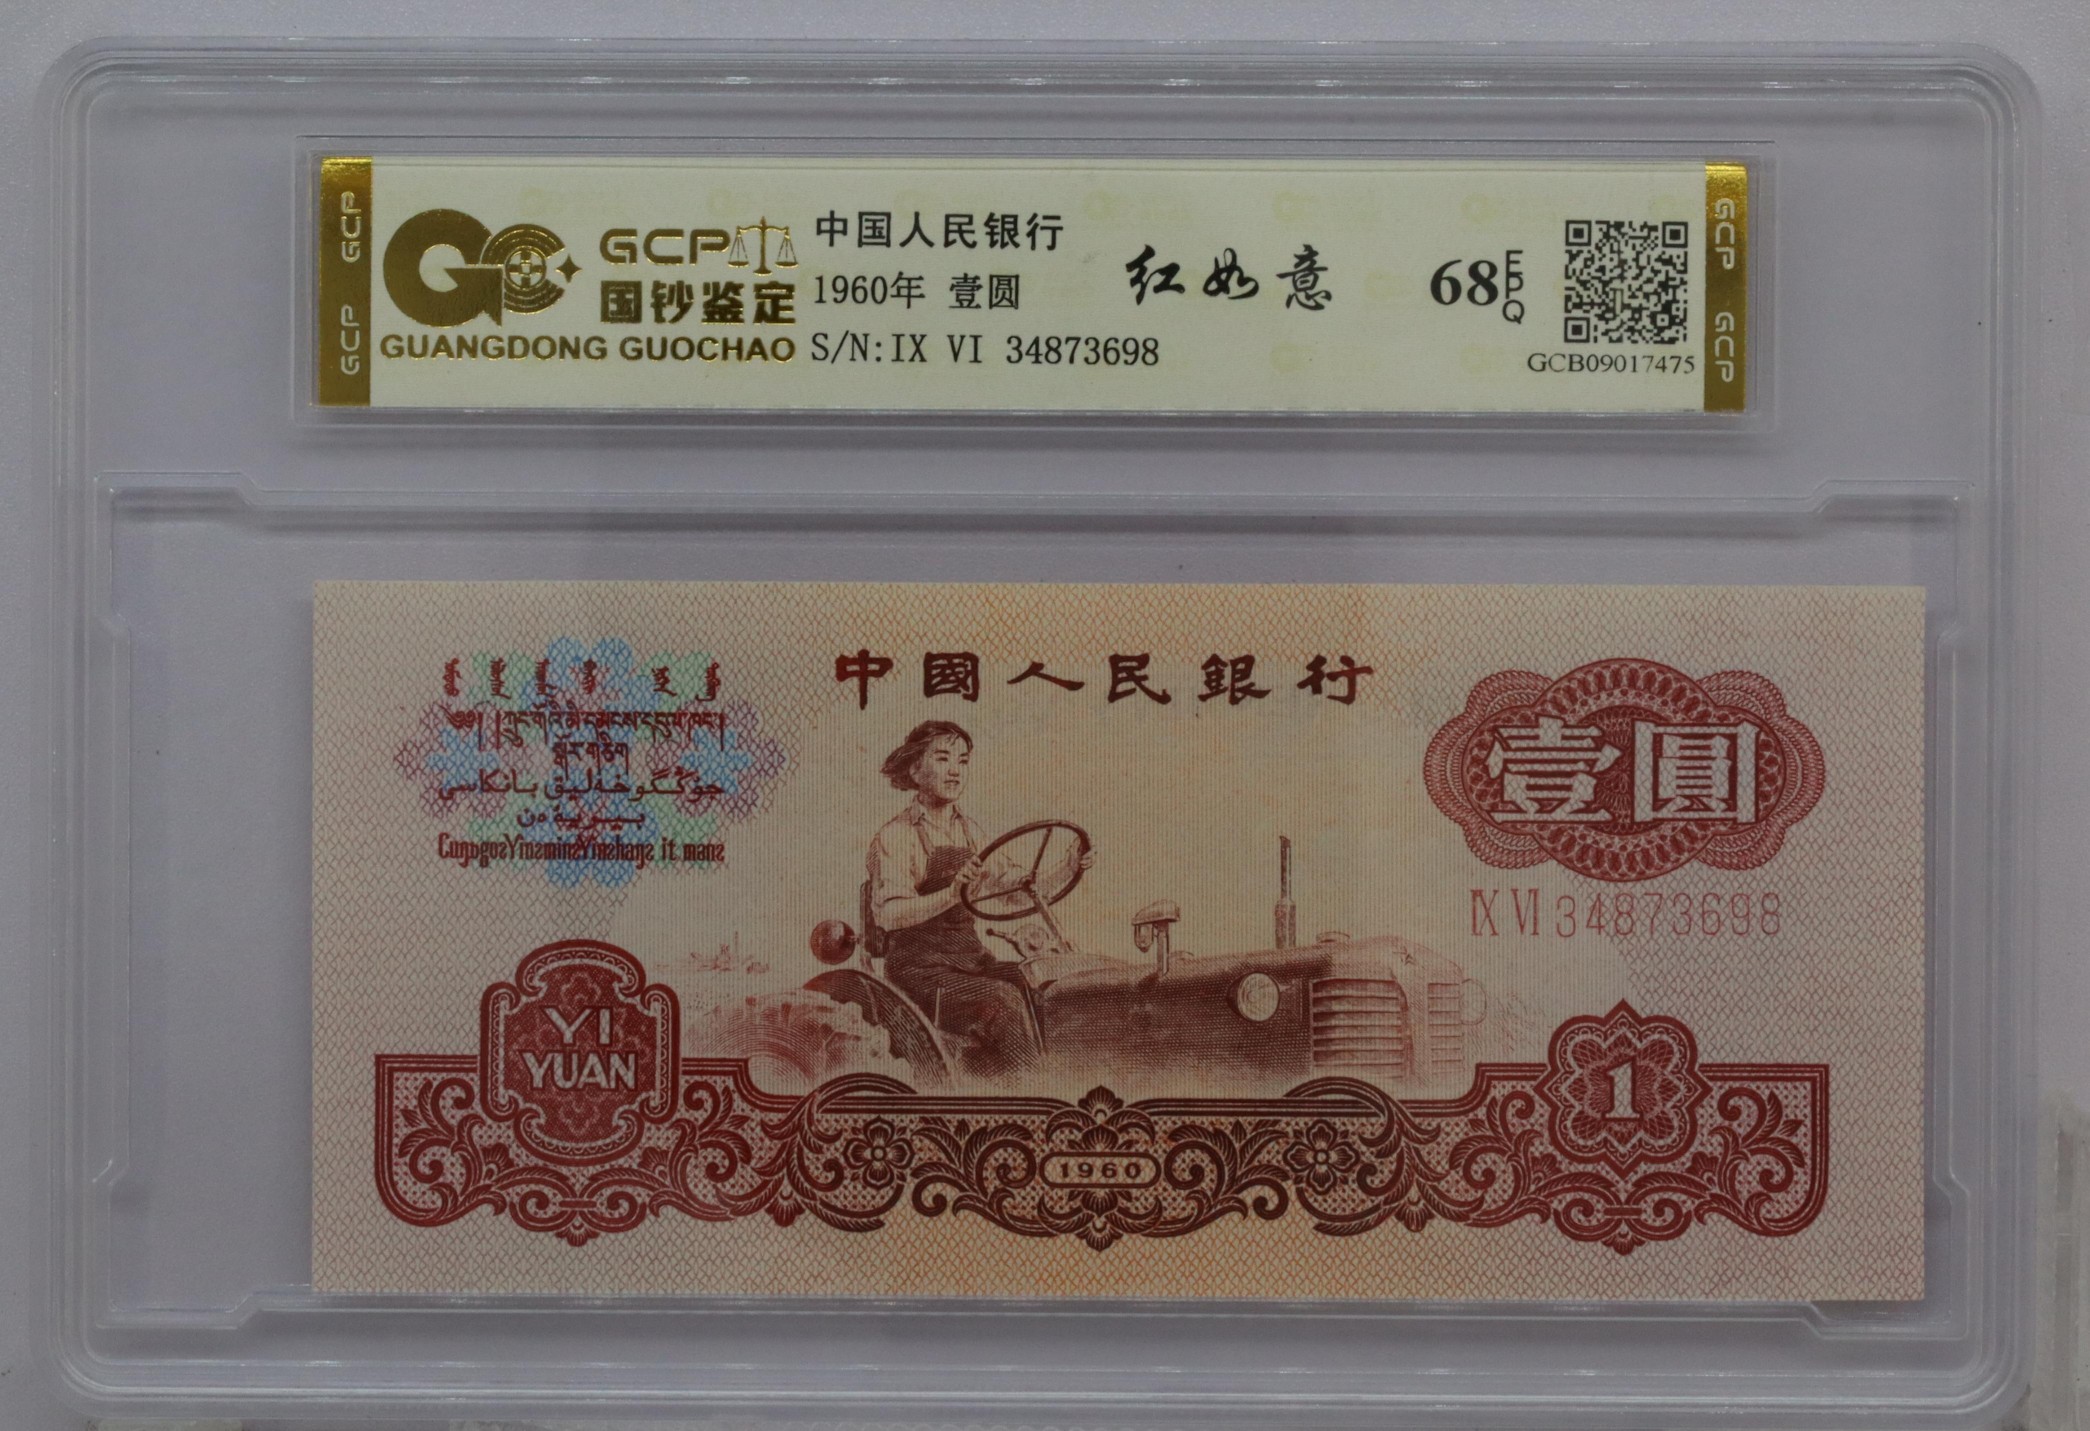 GCP GCP
GCP
国钞鉴定
GUANGDONG GUOCHAO
中国人民银行
1960年 壹圆
S/N:IX VI 34873698
红如意
68 EPQ
GCB09017475
GCP GCP
中國人民銀行
壹圓
IX VI 34873698
YI
YUAN
1960
1